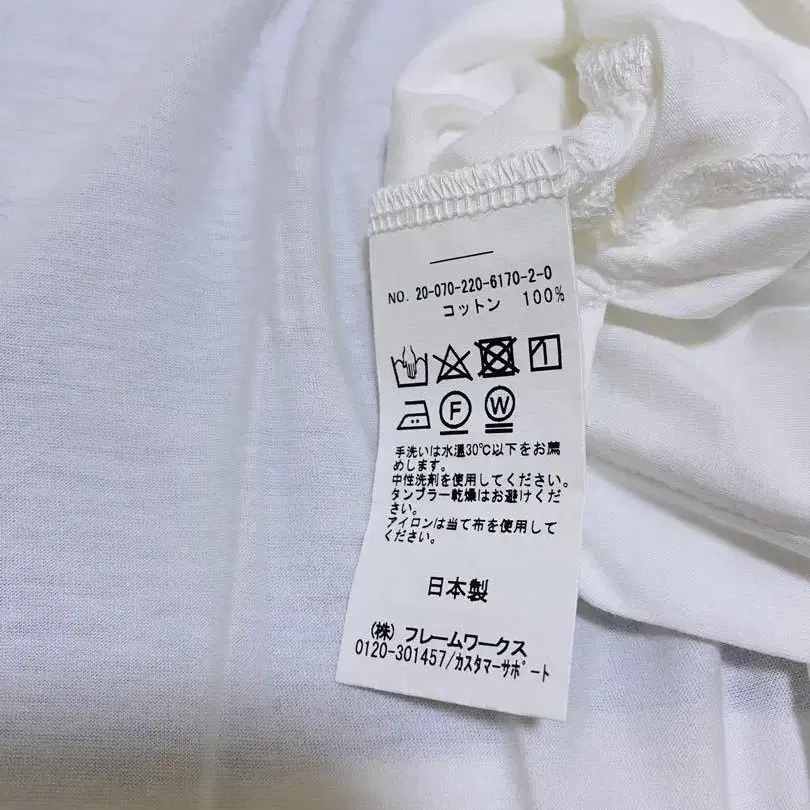 NO. 20-070-220-6170-2-0
コットン 100%
F W
手洗いは水温30℃以下をお薦
めします。
中性洗剤を使用してください。
タンブラー乾燥はお避けくださ
い。
アイロンは当て布を使用して
ください。
日本製
(株) フレームワークス
0120-301457/カスタマーサポート